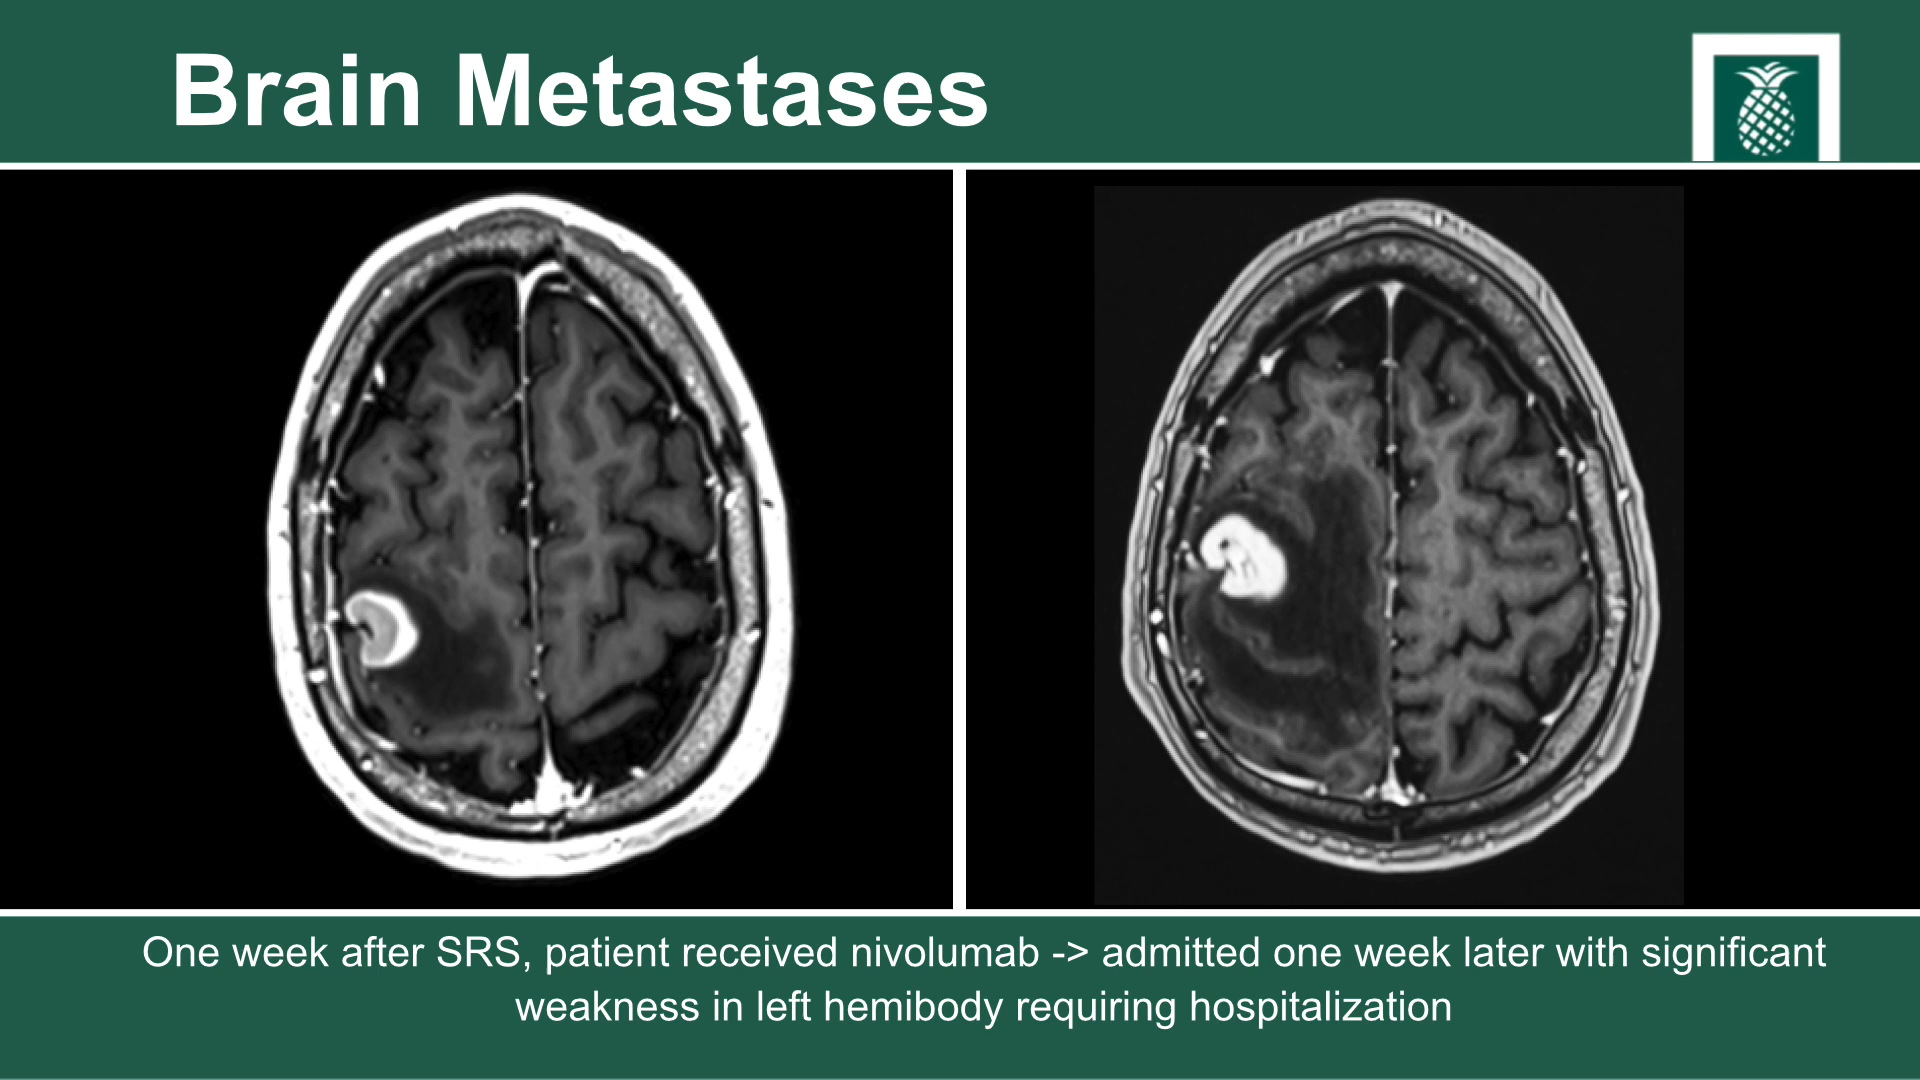 Brain Metastases
One week after SRS, patient received nivolumab -> admitted one week later with significant
weakness in left hemibody requiring hospitalization